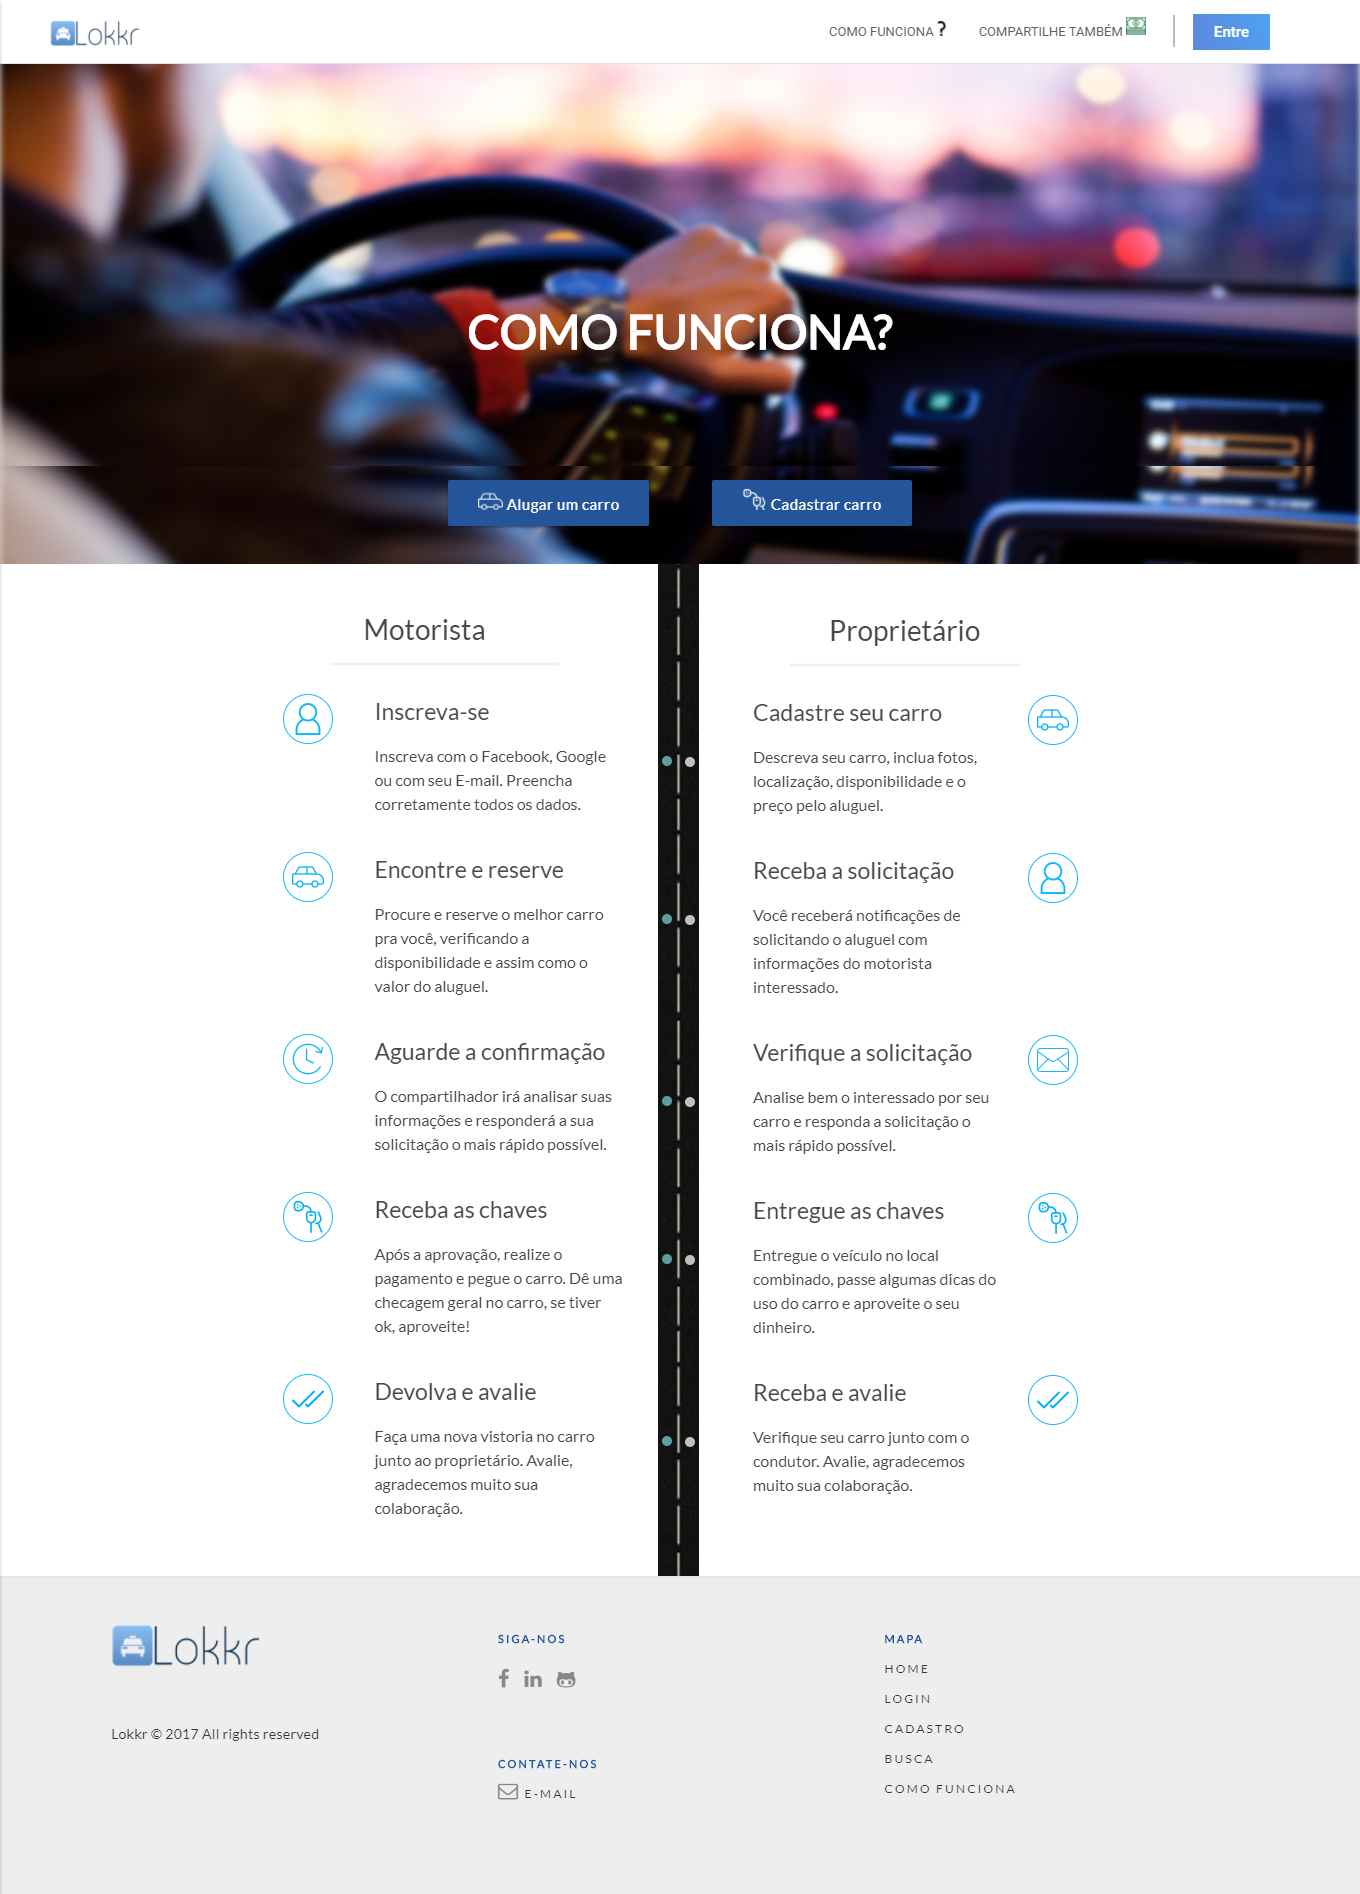 Lokkr
COMO FUNCIONA ?
COMPARTILHE TAMBÉM
Entre
COMO FUNCIONA?
Alugar um carro
Cadastrar carro
Motorista
Inscreva-se
Inscreva com o Facebook, Google
ou com seu E-mail. Preencha
corretamente todos os dados.
Encontre e reserve
Procure e reserve o melhor carro
pra você, verificando a
disponibilidade e assim como o
valor do aluguel.
Aguarde a confirmação
O compartilhador irá analisar suas
informações e responderá a sua
solicitação o mais rápido possível.
Receba as chaves
Após a aprovação, realize o
pagamento e pegue o carro. Dê uma
checagem geral no carro, se tiver
ok, aproveite!
Devolva e avalie
Faça uma nova vistoria no carro
junto ao proprietário. Avalie,
agradecemos muito sua
colaboração.
Proprietário
Cadastre seu carro
Descreva seu carro, inclua fotos,
localização, disponibilidade e o
preço pelo aluguel.
Receba a solicitação
Você receberá notificações de
solicitando o aluguel com
informações do motorista
interessado.
Verifique a solicitação
Analise bem o interessado por seu
carro e responda a solicitação o
mais rápido possível.
Entregue as chaves
Entregue o veículo no local
combinado, passe algumas dicas do
uso do carro e aproveite o seu
dinheiro.
Receba e avalie
Verifique seu carro junto com o
condutor. Avalie, agradecemos
muito sua colaboração.
Lokkr
Lokkr © 2017 All rights reserved
SIGA-NOS
CONTATE-NOS
E-MAIL
MAPA
HOME
LOGIN
CADASTRO
BUSCA
COMO FUNCIONA